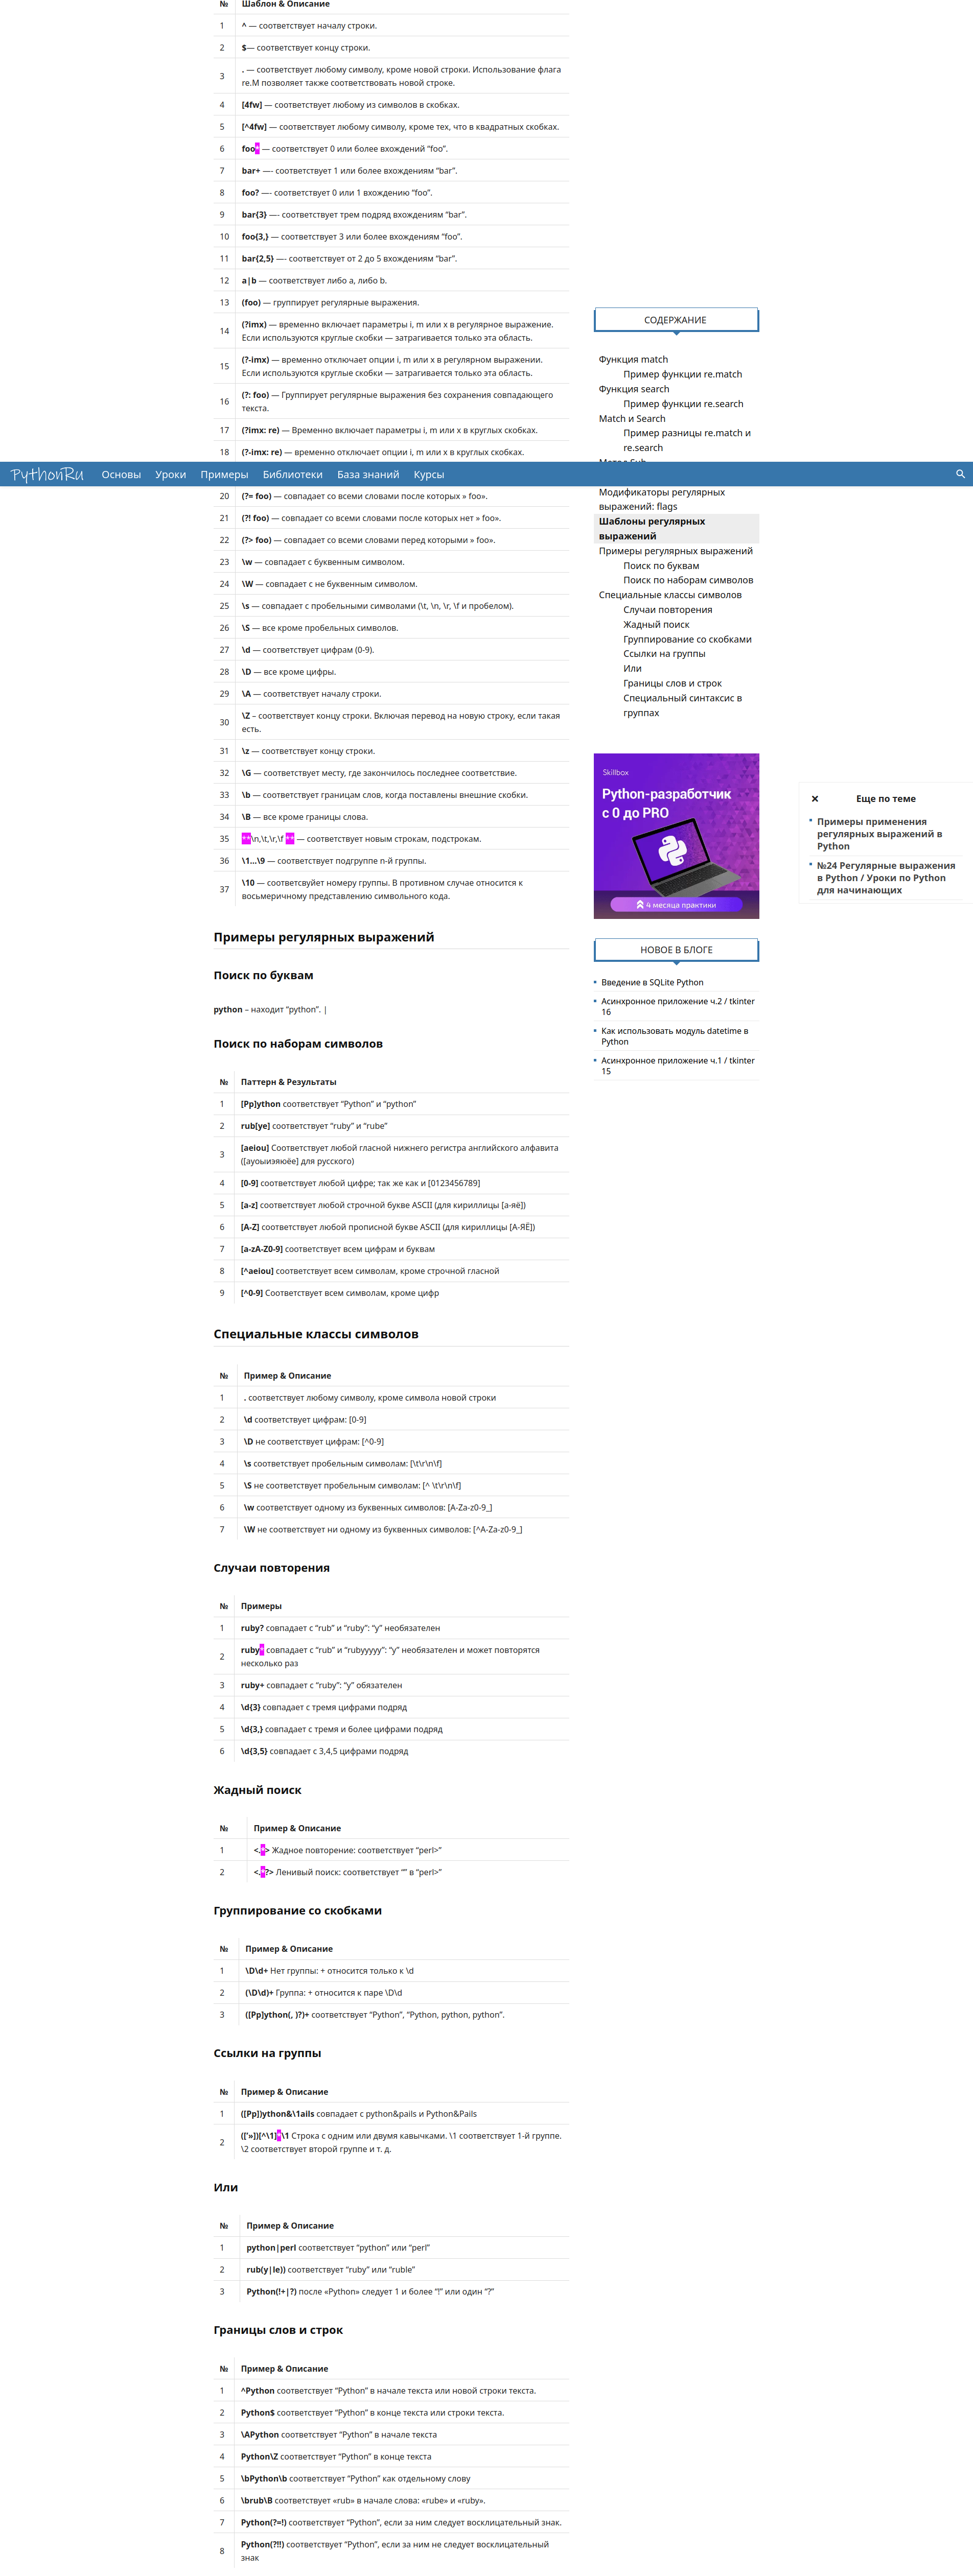 № Шаблон & Описание
1 ^ — соответствует началу строки.
2 $— соответствует концу строки.
3 . — соответствует любому символу, кроме новой строки. Использование флага
re.M позволяет также соответствовать новой строке.
4 [4fw] — соответствует любому из символов в скобках.
5 [^4fw] — соответствует любому символу, кроме тех, что в квадратных скобках.
6 foo* — соответствует 0 или более вхождений “foo”.
7 bar+ —- соответствует 1 или более вхождениям “bar”.
8 foo? —- соответствует 0 или 1 вхождению “foo”.
9 bar{3} —- соответствует трем подряд вхождениям “bar”.
10 foo{3,} — соответствует 3 или более вхождениям “foo”.
11 bar{2,5} —- соответствует от 2 до 5 вхождениям “bar”.
12 a|b — соответствует либо a, либо b.
13 (foo) — группирует регулярные выражения.
14 (?imx) — временно включает параметры i, m или x в регулярное выражение.
Если используются круглые скобки — затрагивается только эта область.
15 (?-imx) — временно отключает опции i, m или x в регулярном выражении.
Если используются круглые скобки — затрагивается только эта область.
16 (?: foo) — Группирует регулярные выражения без сохранения совпадающего
текста.
17 (?imx: re) — Временно включает параметры i, m или x в круглых скобках.
18 (?-imx: re) — временно отключает опции i, m или x в круглых скобках.
PythonRu Основы Уроки Примеры Библиотеки База знаний Курсы
20 (?= foo) — совпадает со всеми словами после которых » foo».
21 (?! foo) — совпадает со всеми словами после которых нет » foo».
22 (?> foo) — совпадает со всеми словами перед которыми » foo».
23 \w — совпадает с буквенным символом.
24 \W — совпадает с не буквенным символом.
25 \s — совпадает с пробельными символами (\t, \n, \r, \f и пробелом).
26 \S — все кроме пробельных символов.
27 \d — соответствует цифрам (0-9).
28 \D — все кроме цифры.
29 \A — соответствует началу строки.
30 \Z – соответствует концу строки. Включая перевод на новую строку, если такая
есть.
31 \z — соответствует концу строки.
32 \G — соответствует месту, где закончилось последнее соответствие.
33 \b — соответствует границам слов, когда поставлены внешние скобки.
34 \B — все кроме границы слова.
35 **\n,\t,\r,\f ** — соответствует новым строкам, подстрокам.
36 \1…\9 — соответствует подгруппе n-й группы.
37 \10 — соответсвуйет номеру группы. В противном случае относится к
восьмеричному представлению символьного кода.
Примеры регулярных выражений
Поиск по буквам
python – находит “python”. |
Поиск по наборам символов
№ Паттерн & Результаты
1 [Pp]ython соответствует “Python” и “python”
2 rub[ye] соответствует “ruby” и “rube”
3 [aeiou] Соответствует любой гласной нижнего регистра английского алфавита
([ауоыиэяюёе] для русского)
4 [0-9] соответствует любой цифре; так же как и [0123456789]
5 [a-z] соответствует любой строчной букве ASCII (для кириллицы [а-яё])
6 [A-Z] соответствует любой прописной букве ASCII (для кириллицы [А-ЯЁ])
7 [a-zA-Z0-9] соответствует всем цифрам и буквам
8 [^aeiou] соответствует всем символам, кроме строчной гласной
9 [^0-9] Соответствует всем символам, кроме цифр
Специальные классы символов
№ Пример & Описание
1 . соответствует любому символу, кроме символа новой строки
2 \d соответствует цифрам: [0-9]
3 \D не соответствует цифрам: [^0-9]
4 \s соответствует пробельным символам: [\t\r\n\f]
5 \S не соответствует пробельным символам: [^ \t\r\n\f]
6 \w соответствует одному из буквенных символов: [A-Za-z0-9_]
7 \W не соответствует ни одному из буквенных символов: [^A-Za-z0-9_]
Случаи повторения
№ Примеры
1 ruby? совпадает с “rub” и “ruby”: “y” необязателен
2 ruby* совпадает с “rub” и “rubyyyyy”: “y” необязателен и может повторятся
несколько раз
3 ruby+ совпадает с “ruby”: “y” обязателен
4 \d{3} совпадает с тремя цифрами подряд
5 \d{3,} совпадает с тремя и более цифрами подряд
6 \d{3,5} совпадает с 3,4,5 цифрами подряд
Жадный поиск
№ Пример & Описание
1 <.*> Жадное повторение: соответствует “perl>”
2 <.*?> Ленивый поиск: соответствует “” в “perl>”
Группирование со скобками
№ Пример & Описание
1 \D\d+ Нет группы: + относится только к \d
2 (\D\d)+ Группа: + относится к паре \D\d
3 ([Pp]ython(, )?)+ соответствует “Python”, “Python, python, python”.
Ссылки на группы
№ Пример & Описание
1 ([Pp])ython&\1ails совпадает с python&pails и Python&Pails
2 ([’»])[^\1]*\1 Строка с одним или двумя кавычками. \1 соответствует 1-й группе.
\2 соответствует второй группе и т. д.
Или
№ Пример & Описание
1 python|perl соответствует “python” или “perl”
2 rub(y|le)) соответствует “ruby” или “ruble”
3 Python(!+|?) после «Python» следует 1 и более “!” или один “?”
Границы слов и строк
№ Пример & Описание
1 ^Python соответствует “Python” в начале текста или новой строки текста.
2 Python$ соответствует “Python” в конце текста или строки текста.
3 \APython соответствует “Python” в начале текста
4 Python\Z соответствует “Python” в конце текста
5 \bPython\b соответствует “Python” как отдельному слову
6 \brub\B соответствует «rub» в начале слова: «rube» и «ruby».
7 Python(?=!) соответствует “Python”, если за ним следует восклицательный знак.
8 Python(?!!) соответствует “Python”, если за ним не следует восклицательный
знак
СОДЕРЖАНИЕ
Функция match
Пример функции re.match
Функция search
Пример функции re.search
Match и Search
Пример разницы re.match и
re.search
Модификаторы регулярных
выражений: flags
Шаблоны регулярных
выражений
Примеры регулярных выражений
Поиск по буквам
Поиск по наборам символов
Специальные классы символов
Случаи повторения
Жадный поиск
Группирование со скобками
Ссылки на группы
Или
Границы слов и строк
Специальный синтаксис в
группах
Skillbox
Python-разработчик
с 0 до PRO
4 месяца практики
НОВОЕ В БЛОГЕ
Введение в SQLite Python
Асинхронное приложение ч.2 / tkinter
16
Как использовать модуль datetime в
Python
Асинхронное приложение ч.1 / tkinter
15
Еще по теме
Примеры применения
регулярных выражений в
Python
№24 Регулярные выражения
в Python / Уроки по Python
для начинающих